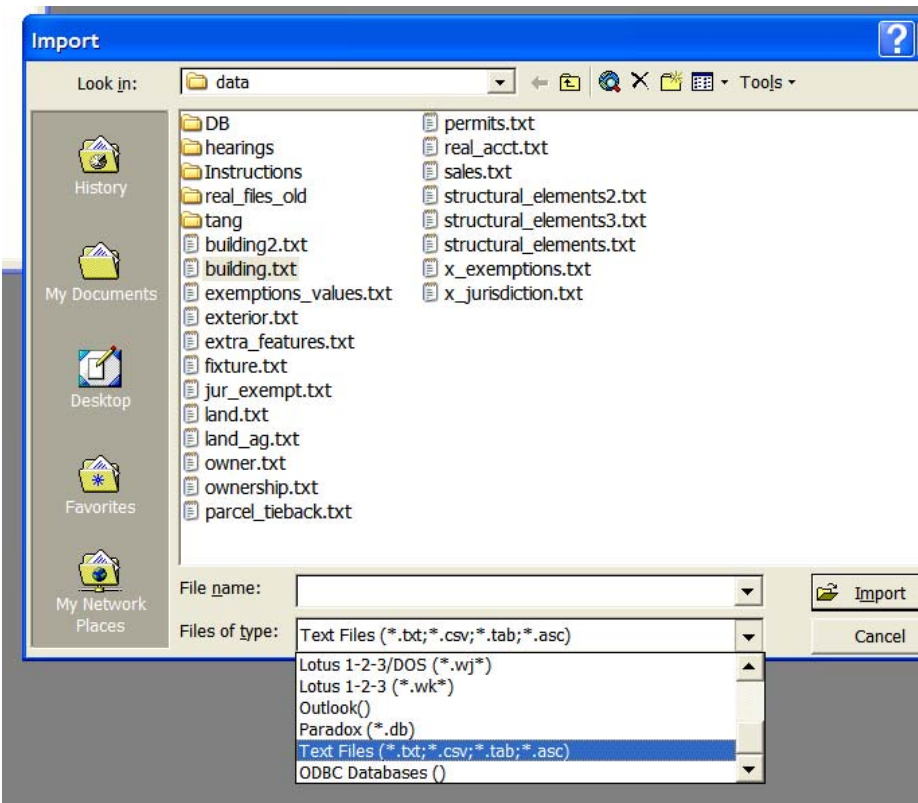 Import
?
Look in:
data
Tools
History
My Documents
Desktop
Favorites
My Network
Places
DB
hearings
Instructions
real_files_old
tang
building2.txt
building.txt
exemptions_values.txt
exterior.txt
extra_features.txt
fixture.txt
jur_exempt.txt
land.txt
land_ag.txt
owner.txt
ownership.txt
parcel_tieback.txt
permits.txt
real_acct.txt
sales.txt
structural_elements2.txt
structural_elements3.txt
structural_elements.txt
x_exemptions.txt
x_jurisdiction.txt
File name:
Import
Files of type:
Text Files (*.txt;*.csv;*.tab;*.asc)
Cancel
Lotus 1-2-3/DOS (*.wj*)
Lotus 1-2-3 (*.wk*)
Outlook()
Paradox (*.db)
Text Files (*.txt;*.csv;*.tab;*.asc)
ODBC Databases ()